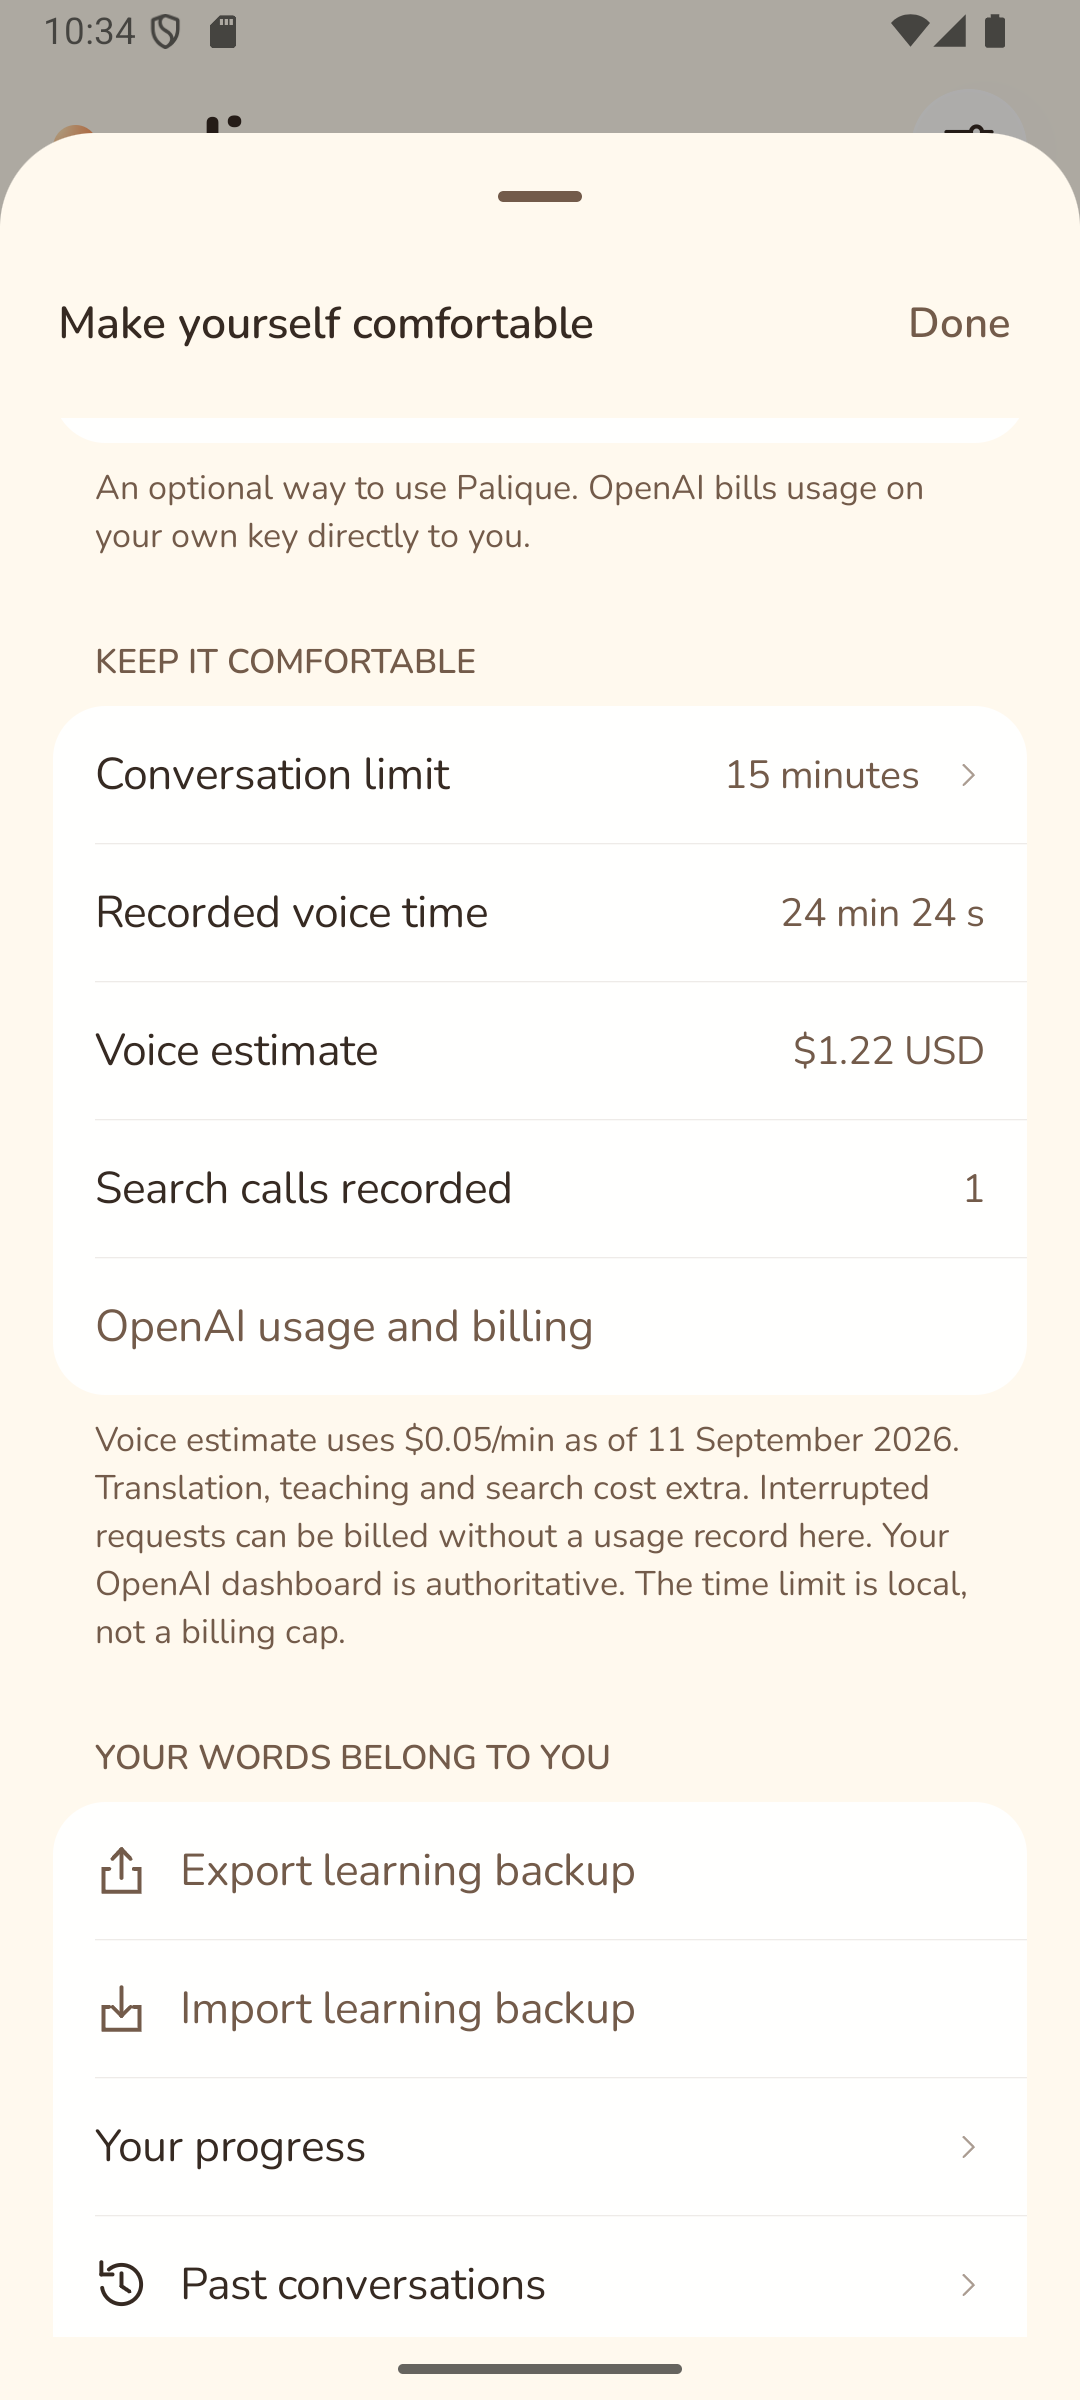 10:34
Make yourself comfortable
Done
An optional way to use Palique. OpenAI bills usage on
your own key directly to you.
KEEP IT COMFORTABLE
Conversation limit
15 minutes
Recorded voice time
24 min 24 s
Voice estimate
$1.22 USD
Search calls recorded
1
OpenAI usage and billing
Voice estimate uses $0.05/min as of 11 September 2026.
Translation, teaching and search cost extra. Interrupted
requests can be billed without a usage record here. Your
OpenAI dashboard is authoritative. The time limit is local,
not a billing cap.
YOUR WORDS BELONG TO YOU
Export learning backup
Import learning backup
Your progress
Past conversations